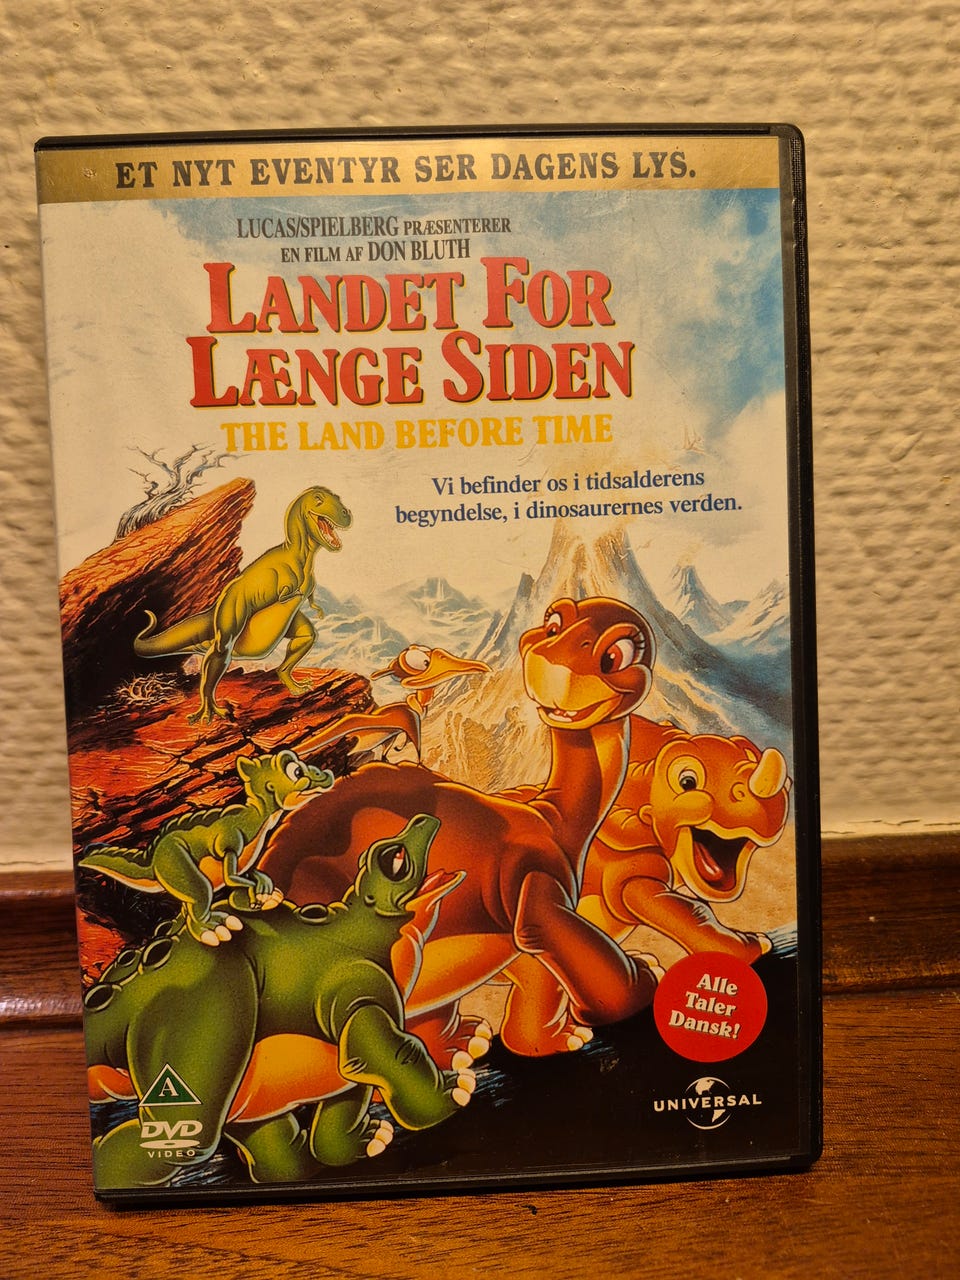 ET NYT EVENTYR SER DAGENS LYS.
LUCAS/SPIELBERG PRÆSENTERER
EN FILM AF DON BLUTH
LANDET FOR
LÆNGE SIDEN
THE LAND BEFORE TIME
Vi befinder os i tidsalderens
begyndelse, i dinosaurernes verden.
Alle
Taler
Dansk!
A
DVD
VIDEO
UNIVERSAL